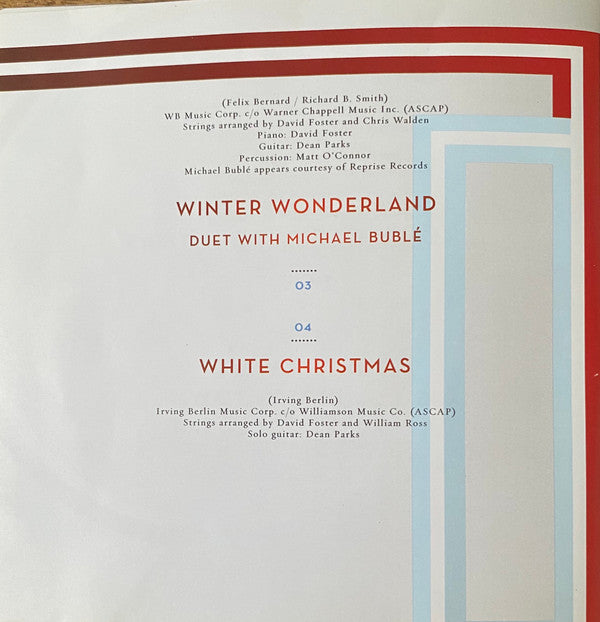 (Felix Bernard / Richard B. Smith)
WB Music Corp. c/o Warner Chappell Music Inc. (ASCAP)
Strings arranged by David Foster and Chris Walden
Piano: David Foster
Guitar: Dean Parks
Percussion: Matt O'Connor
Michael Bublé appears courtesy of Reprise Records
WINTER WONDERLAND
DUET WITH MICHAEL BUBLÉ
03
04
WHITE CHRISTMAS
(Irving Berlin)
Irving Berlin Music Corp. c/o Williamson Music Co. (ASCAP)
Strings arranged by David Foster and William Ross
Solo guitar: Dean Parks